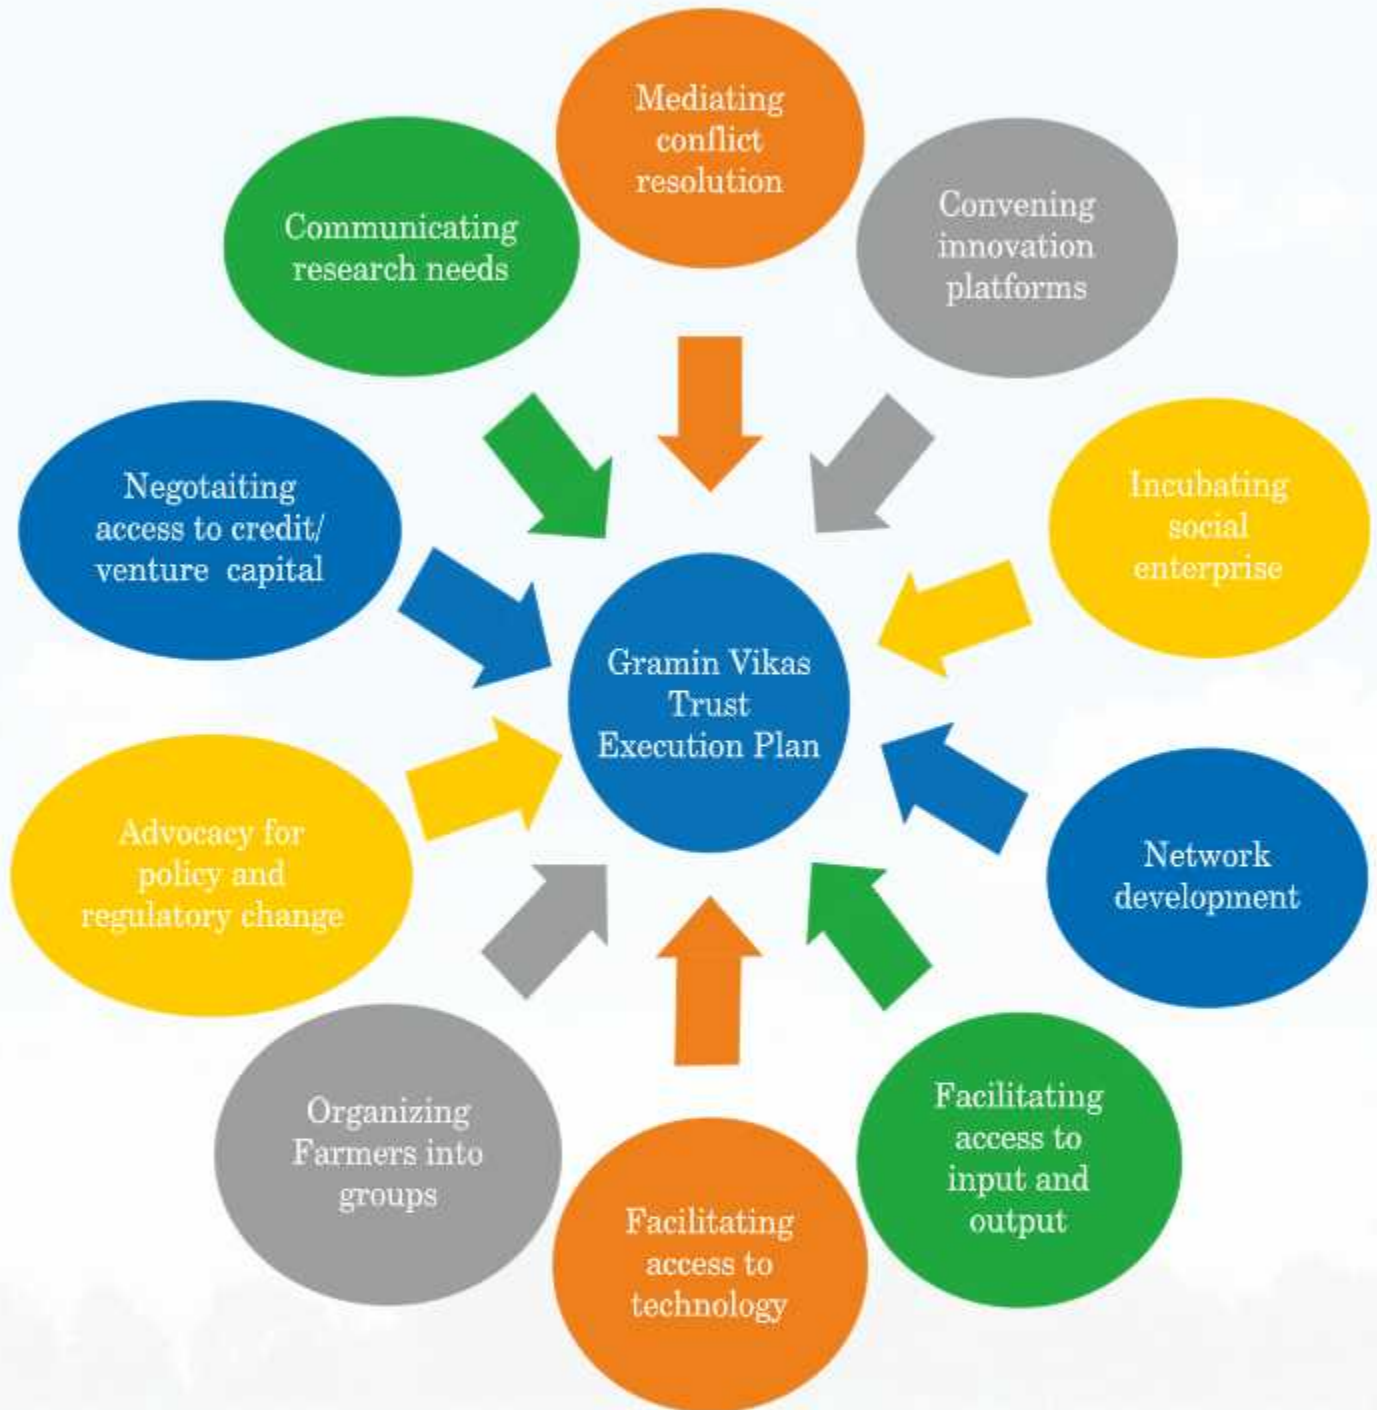 Mediating
conflict
resolution
Communicating
research needs
Convening
innovation
platforms
Negotaiting
access to credit/
venture capital
Incubating
social
enterprise
Gramin Vikas
Trust
Execution Plan
Advocacy for
policy and
regulatory change
Network
development
Organizing
Farmers into
groups
Facilitating
access to
technology
Facilitating
access to
input and
output